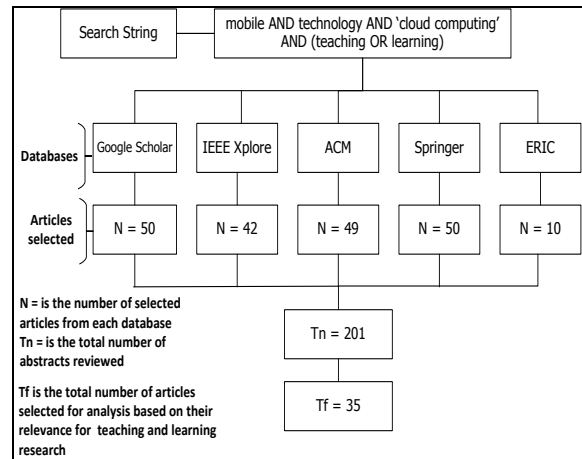 Search String
mobile AND technology AND ‘cloud computing’
AND (teaching OR learning)
Databases
Google Scholar
IEEE Xplore
ACM
Springer
ERIC
Articles
selected
N = 50
N = 42
N = 49
N = 50
N = 10
N = is the number of selected
articles from each database
Tn = is the total number of
abstracts reviewed
Tn = 201
Tf is the total number of articles
selected for analysis based on their
relevance for teaching and learning
research
Tf = 35